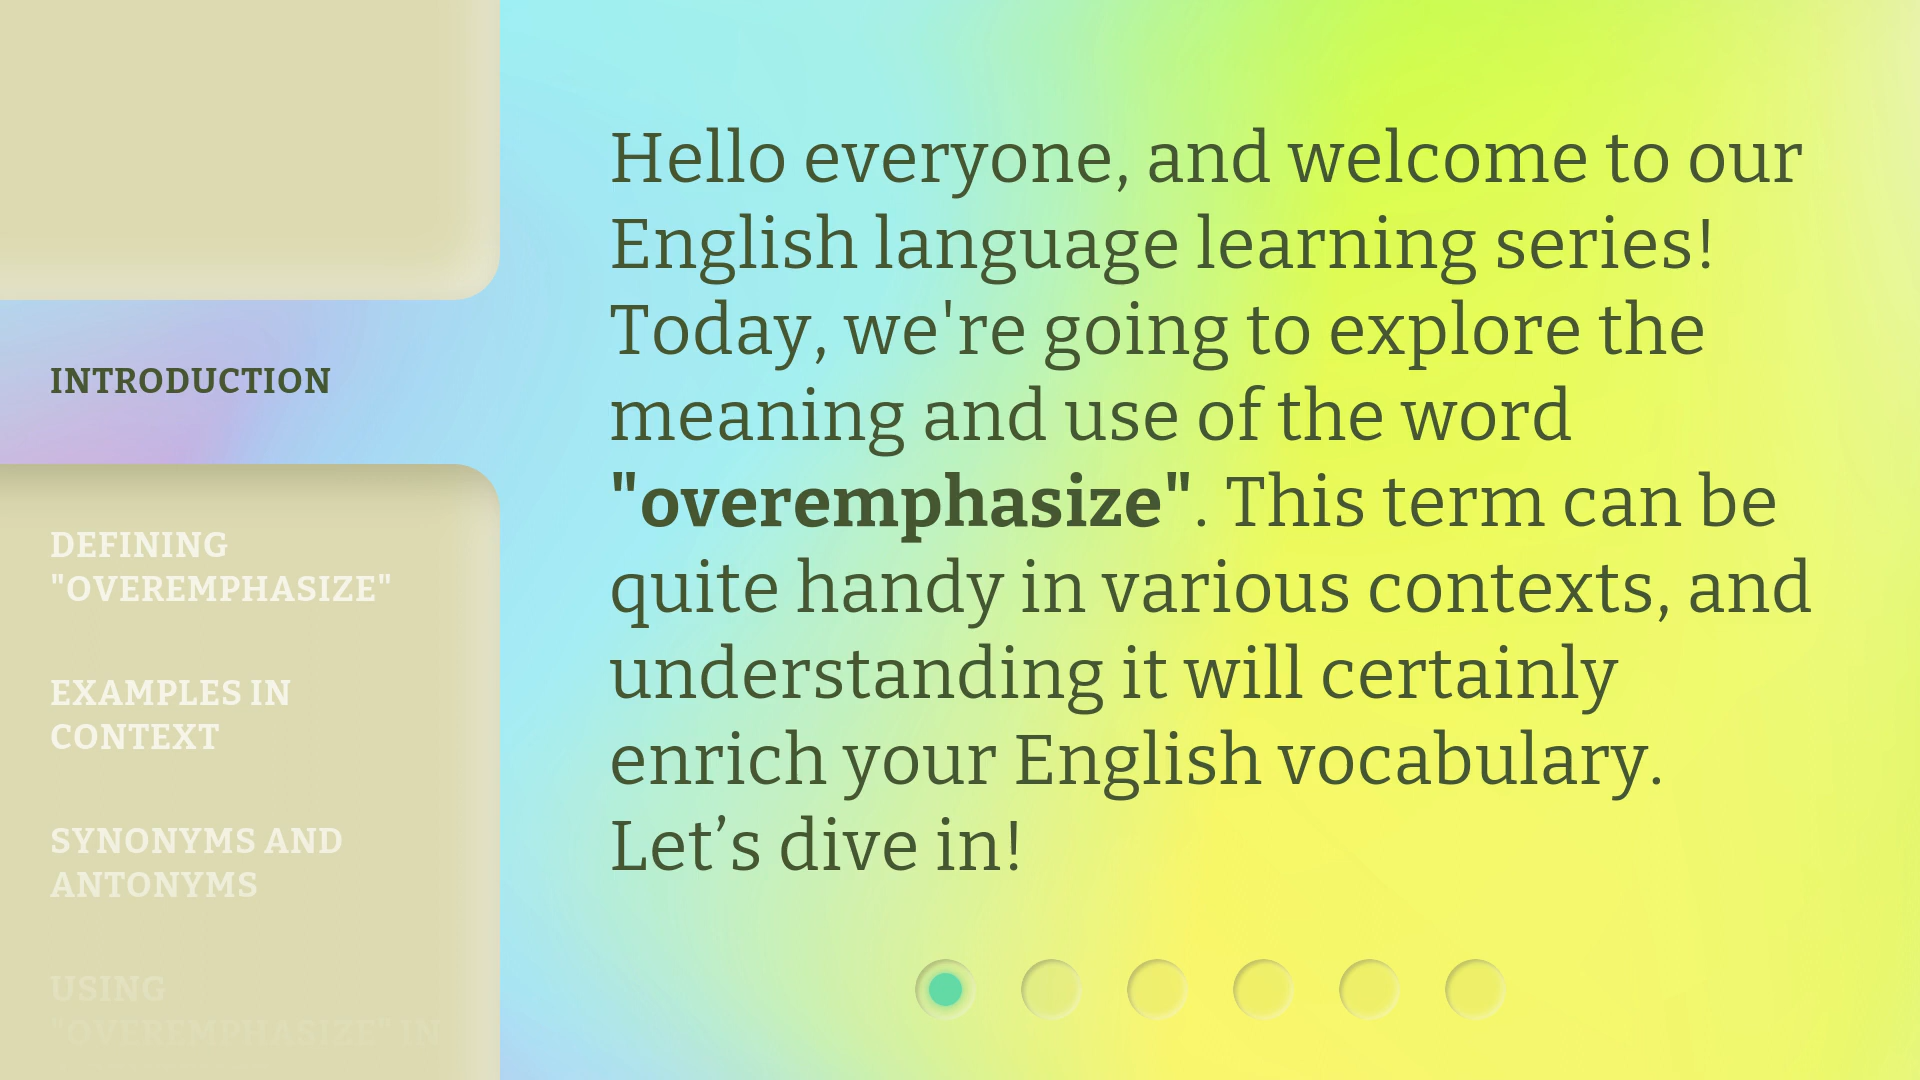 INTRODUCTION
DEFINING
"OVEREMPHASIZE"
EXAMPLES IN
CONTEXT
SYNONYMS AND
ANTONYMS
USING
"OVEREMPHASIZE" IN
Hello everyone, and welcome to our
English language learning series!
Today, we're going to explore the
meaning and use of the word
"overemphasize". This term can be
quite handy in various contexts, and
understanding it will certainly
enrich your English vocabulary.
Let’s dive in!